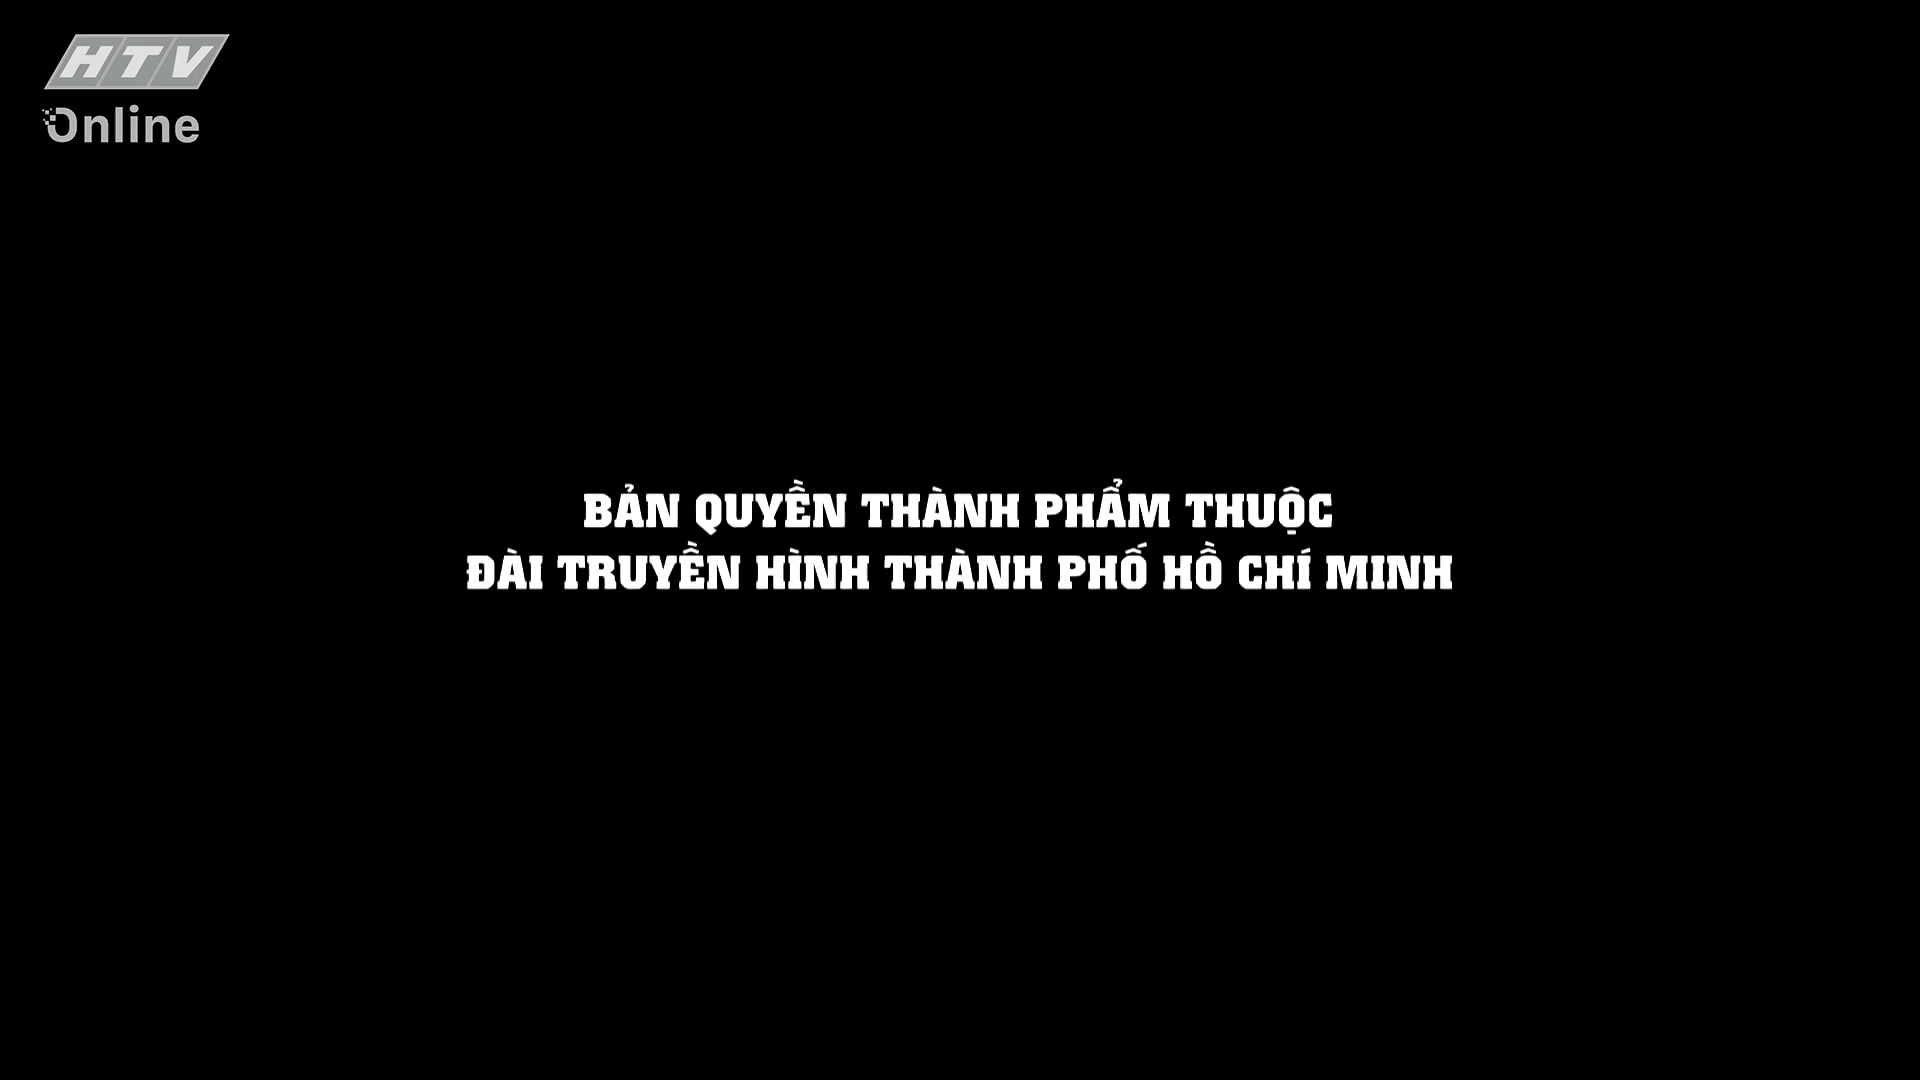 HTV
Online
BẢN QUYỀN THÀNH PHẨM THUỘC
ĐÀI TRUYỀN HÌNH THÀNH PHỐ HỒ CHÍ MINH